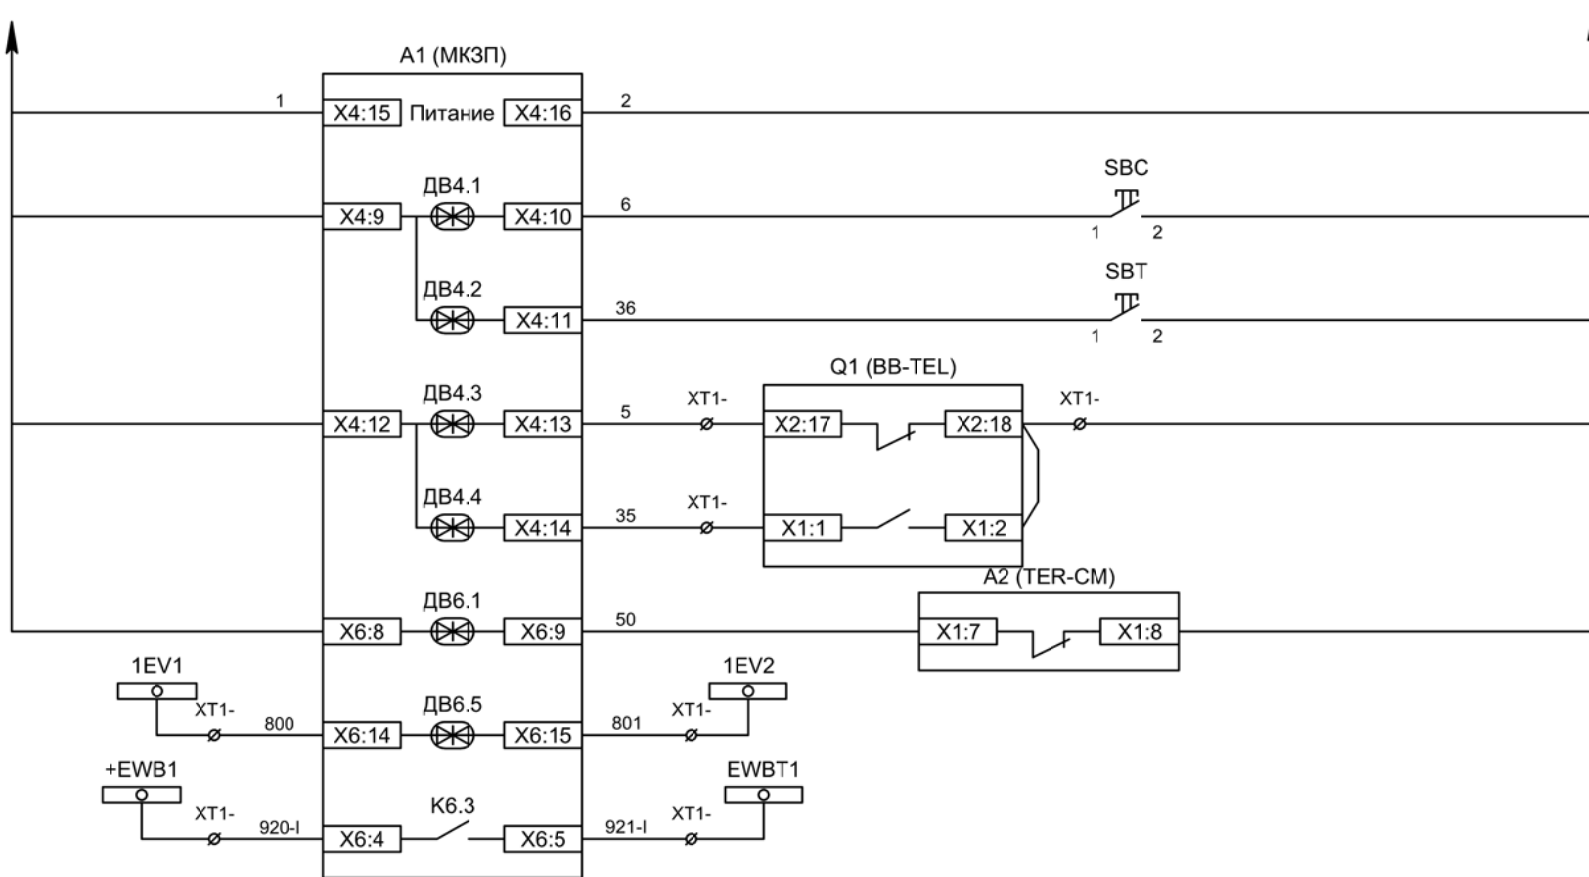 А1 (МКЗП)
1 X4:15 Питание X4:16 2
SBC
ДВ4.1
X4:9 X4:10 6
1 2
SBT
ДВ4.2
X4:11 36
1 2
Q1 (BB-TEL)
ДВ4.3
X4:12 X4:13 5 XT1- X2:17 X2:18 XT1-
ДВ4.4
X4:14 35 XT1- X1:1 X1:2
A2 (TER-CM)
ДВ6.1
X6:8 X6:9 50 X1:7 X1:8
1EV1 1EV2
ДВ6.5
XT1- 800 X6:14 X6:15 801 XT1-
+EWB1 EWBT1
K6.3
XT1- 920-I X6:4 X6:5 921-I XT1-